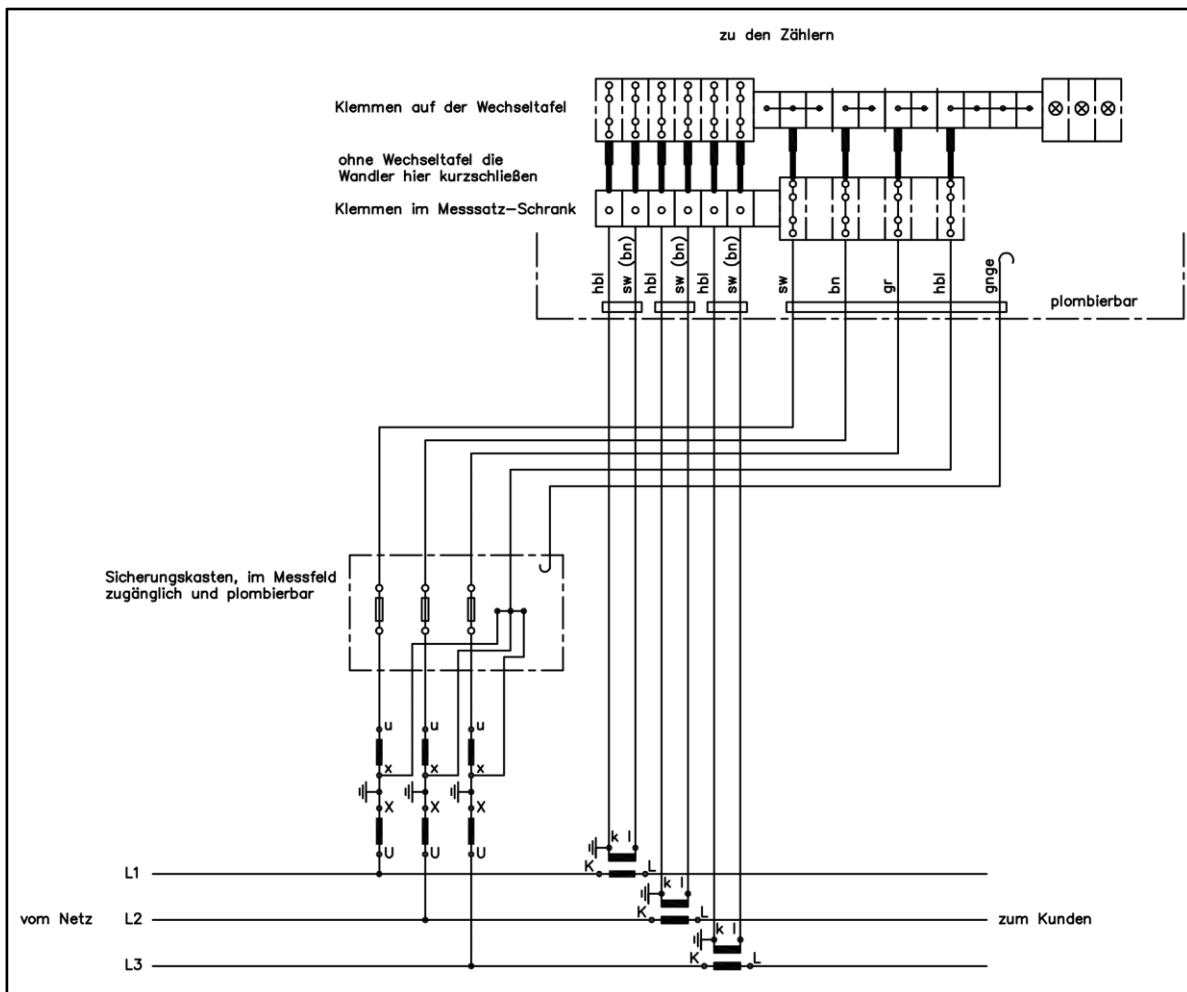 zu den Zählern
Klemmen auf der Wechseltafel
ohne Wechseltafel die
Wandler hier kurzschließen
Klemmen im Messsatz-Schrank
hbl
sw (bn)
hbl
sw (bn)
hbl
sw (bn)
sw
bn
gr
hbl
gnge
plombierbar
Sicherungskasten, im Messfeld
zugänglich und plombierbar
u u u
x x x
X X X
U U U
k l
L1 K L
k l
vom Netz L2 K L zum Kunden
k l
L3 K L